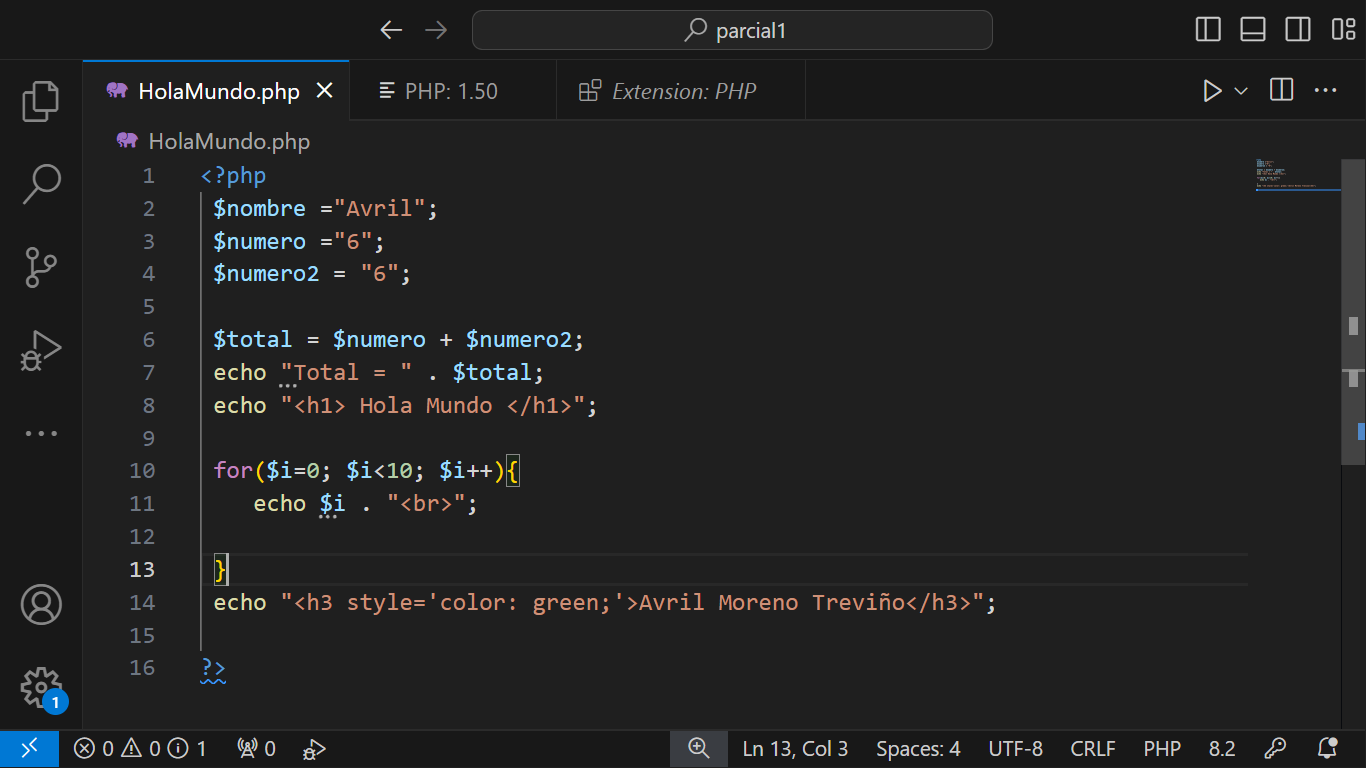 parcial1
HolaMundo.php
PHP: 1.50
Extension: PHP
HolaMundo.php
1 <?php
2 $nombre ="Avril";
3 $numero ="6";
4 $numero2 = "6";
5
6 $total = $numero + $numero2;
7 echo "Total = " . $total;
8 echo "<h1> Hola Mundo </h1>";
9
10 for($i=0; $i<10; $i++){
11 echo $i . "<br>";
12
13 }
14 echo "<h3 style='color: green;'>Avril Moreno Treviño</h3>";
15
16 ?>
1
0 0 1 0 Ln 13, Col 3 Spaces: 4 UTF-8 CRLF PHP 8.2